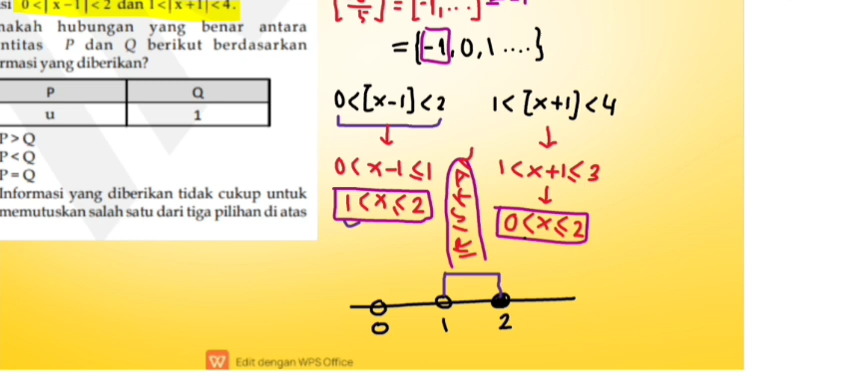 si 0<⌈x−1⌉<2 dan 1<⌈x+1⌉<4.
nakah hubungan yang benar antara
ntitas P dan Q berikut berdasarkan
rmasi yang diberikan?
P Q
u 1
P > Q
P < Q
P = Q
Informasi yang diberikan tidak cukup untuk
memutuskan salah satu dari tiga pilihan di atas
= {-1, 0, 1 ....}
0<[x-1]<2 1<[x+1]<4
0<x-1≤1 1<x+1≤3
1<x≤2 0<x≤2
0 1 2
Edit dengan WPS Office